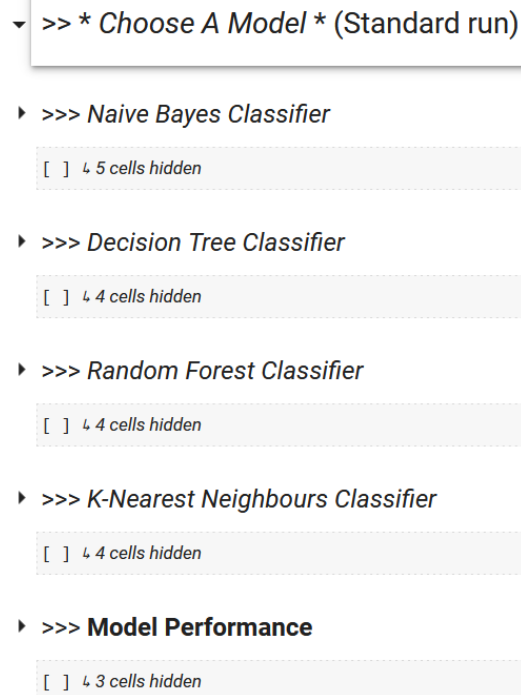 >> * Choose A Model * (Standard run)
>>> Naive Bayes Classifier
[ ] ↳ 5 cells hidden
>>> Decision Tree Classifier
[ ] ↳ 4 cells hidden
>>> Random Forest Classifier
[ ] ↳ 4 cells hidden
>>> K-Nearest Neighbours Classifier
[ ] ↳ 4 cells hidden
>>> Model Performance
[ ] ↳ 3 cells hidden